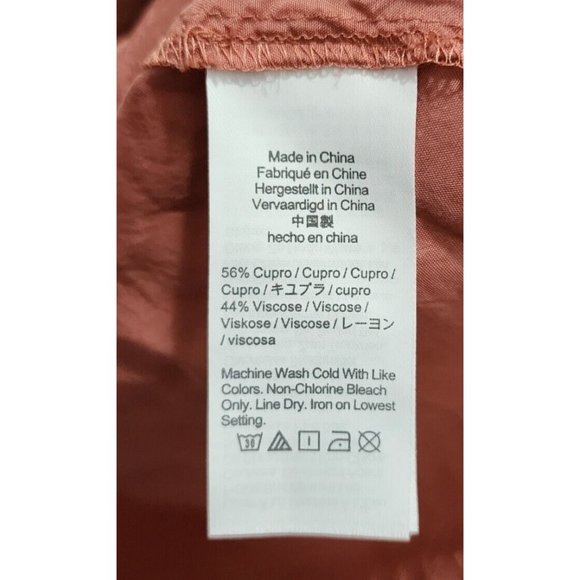 Made in China
Fabriqué en Chine
Hergestellt in China
Vervaardigd in China
中国製
hecho en china
56% Cupro / Cupro / Cupro /
Cupro / キユプラ / cupro
44% Viscose / Viscose /
Viskose / Viscose / レーヨン
/ viscosa
Machine Wash Cold With Like
Colors. Non-Chlorine Bleach
Only. Line Dry. Iron on Lowest
Setting.
30